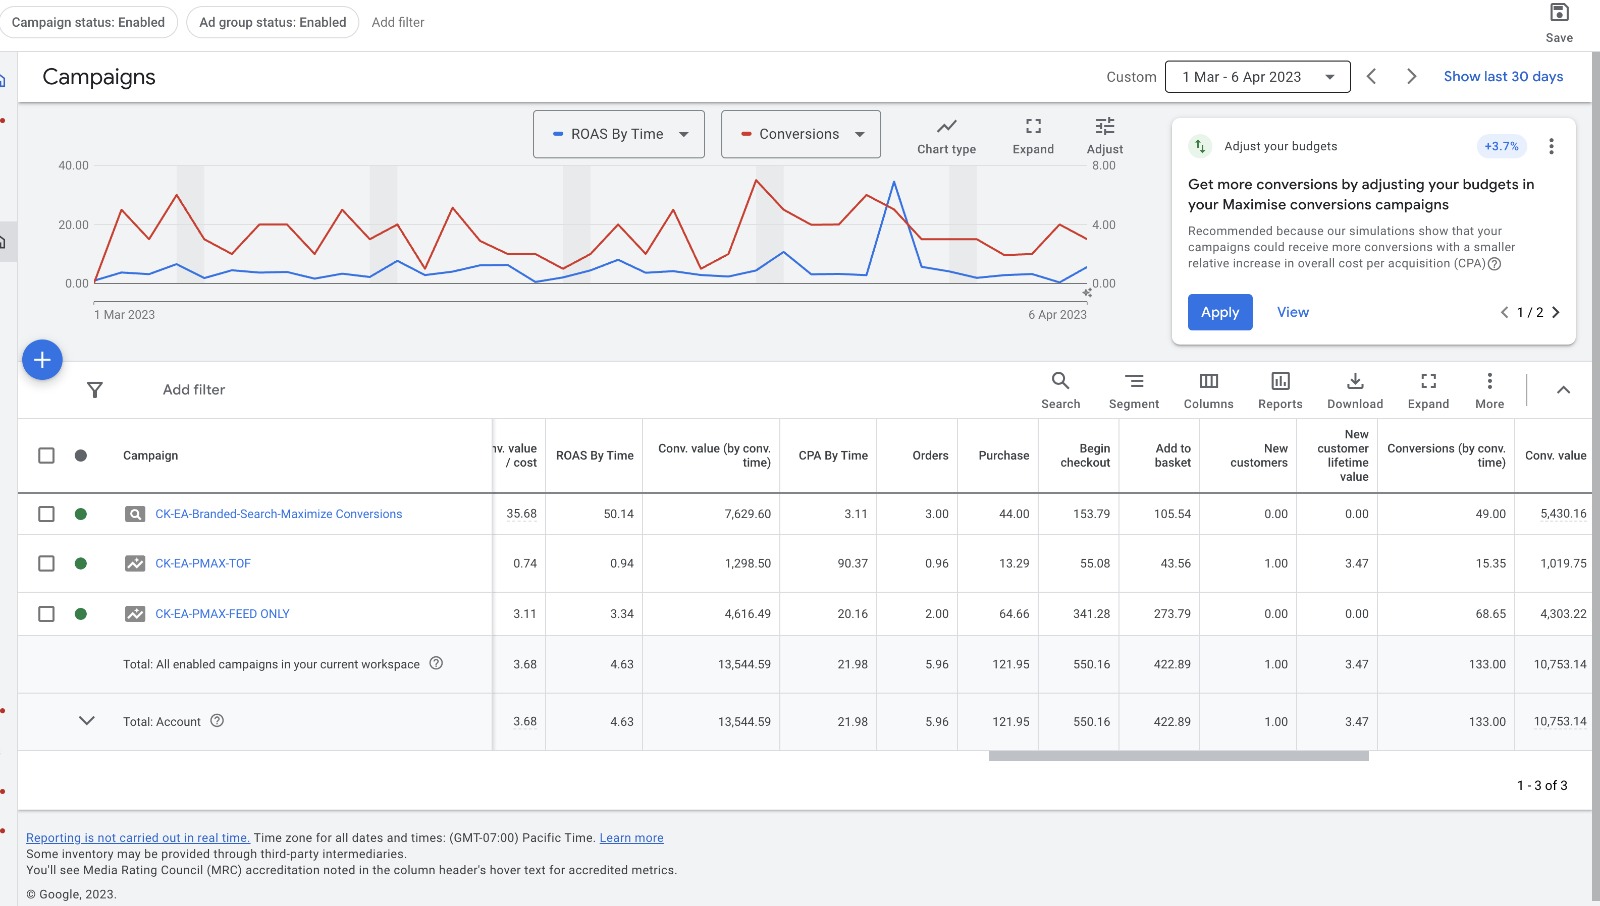 Campaign status: Enabled
Ad group status: Enabled
Add filter
Save
Campaigns
Custom
1 Mar - 6 Apr 2023
Show last 30 days
ROAS By Time
Conversions
Chart type
Expand
Adjust
40.00
20.00
0.00
8.00
4.00
0.00
1 Mar 2023
6 Apr 2023
Adjust your budgets
+3.7%
Get more conversions by adjusting your budgets in
your Maximise conversions campaigns
Recommended because our simulations show that your
campaigns could receive more conversions with a smaller
relative increase in overall cost per acquisition (CPA)
Apply
View
1 / 2
Add filter
Search
Segment
Columns
Reports
Download
Expand
More
Campaign
value
/ cost
ROAS By Time
Conv. value (by conv.
time)
CPA By Time
Orders
Purchase
Begin
checkout
Add to
basket
New
customers
New
customer
lifetime
value
Conversions (by conv.
time)
Conv. value
CK-EA-Branded-Search-Maximize Conversions 35.68 50.14 7,629.60 3.11 3.00 44.00 153.79 105.54 0.00 0.00 49.00 5,430.16
CK-EA-PMAX-TOF 0.74 0.94 1,298.50 90.37 0.96 13.29 55.08 43.56 1.00 3.47 15.35 1,019.75
CK-EA-PMAX-FEED ONLY 3.11 3.34 4,616.49 20.16 2.00 64.66 341.28 273.79 0.00 0.00 68.65 4,303.22
Total: All enabled campaigns in your current workspace 3.68 4.63 13,544.59 21.98 5.96 121.95 550.16 422.89 1.00 3.47 133.00 10,753.14
Total: Account 3.68 4.63 13,544.59 21.98 5.96 121.95 550.16 422.89 1.00 3.47 133.00 10,753.14
1 - 3 of 3
Reporting is not carried out in real time. Time zone for all dates and times: (GMT-07:00) Pacific Time. Learn more
Some inventory may be provided through third-party intermediaries.
You'll see Media Rating Council (MRC) accreditation noted in the column header's hover text for accredited metrics.
© Google, 2023.